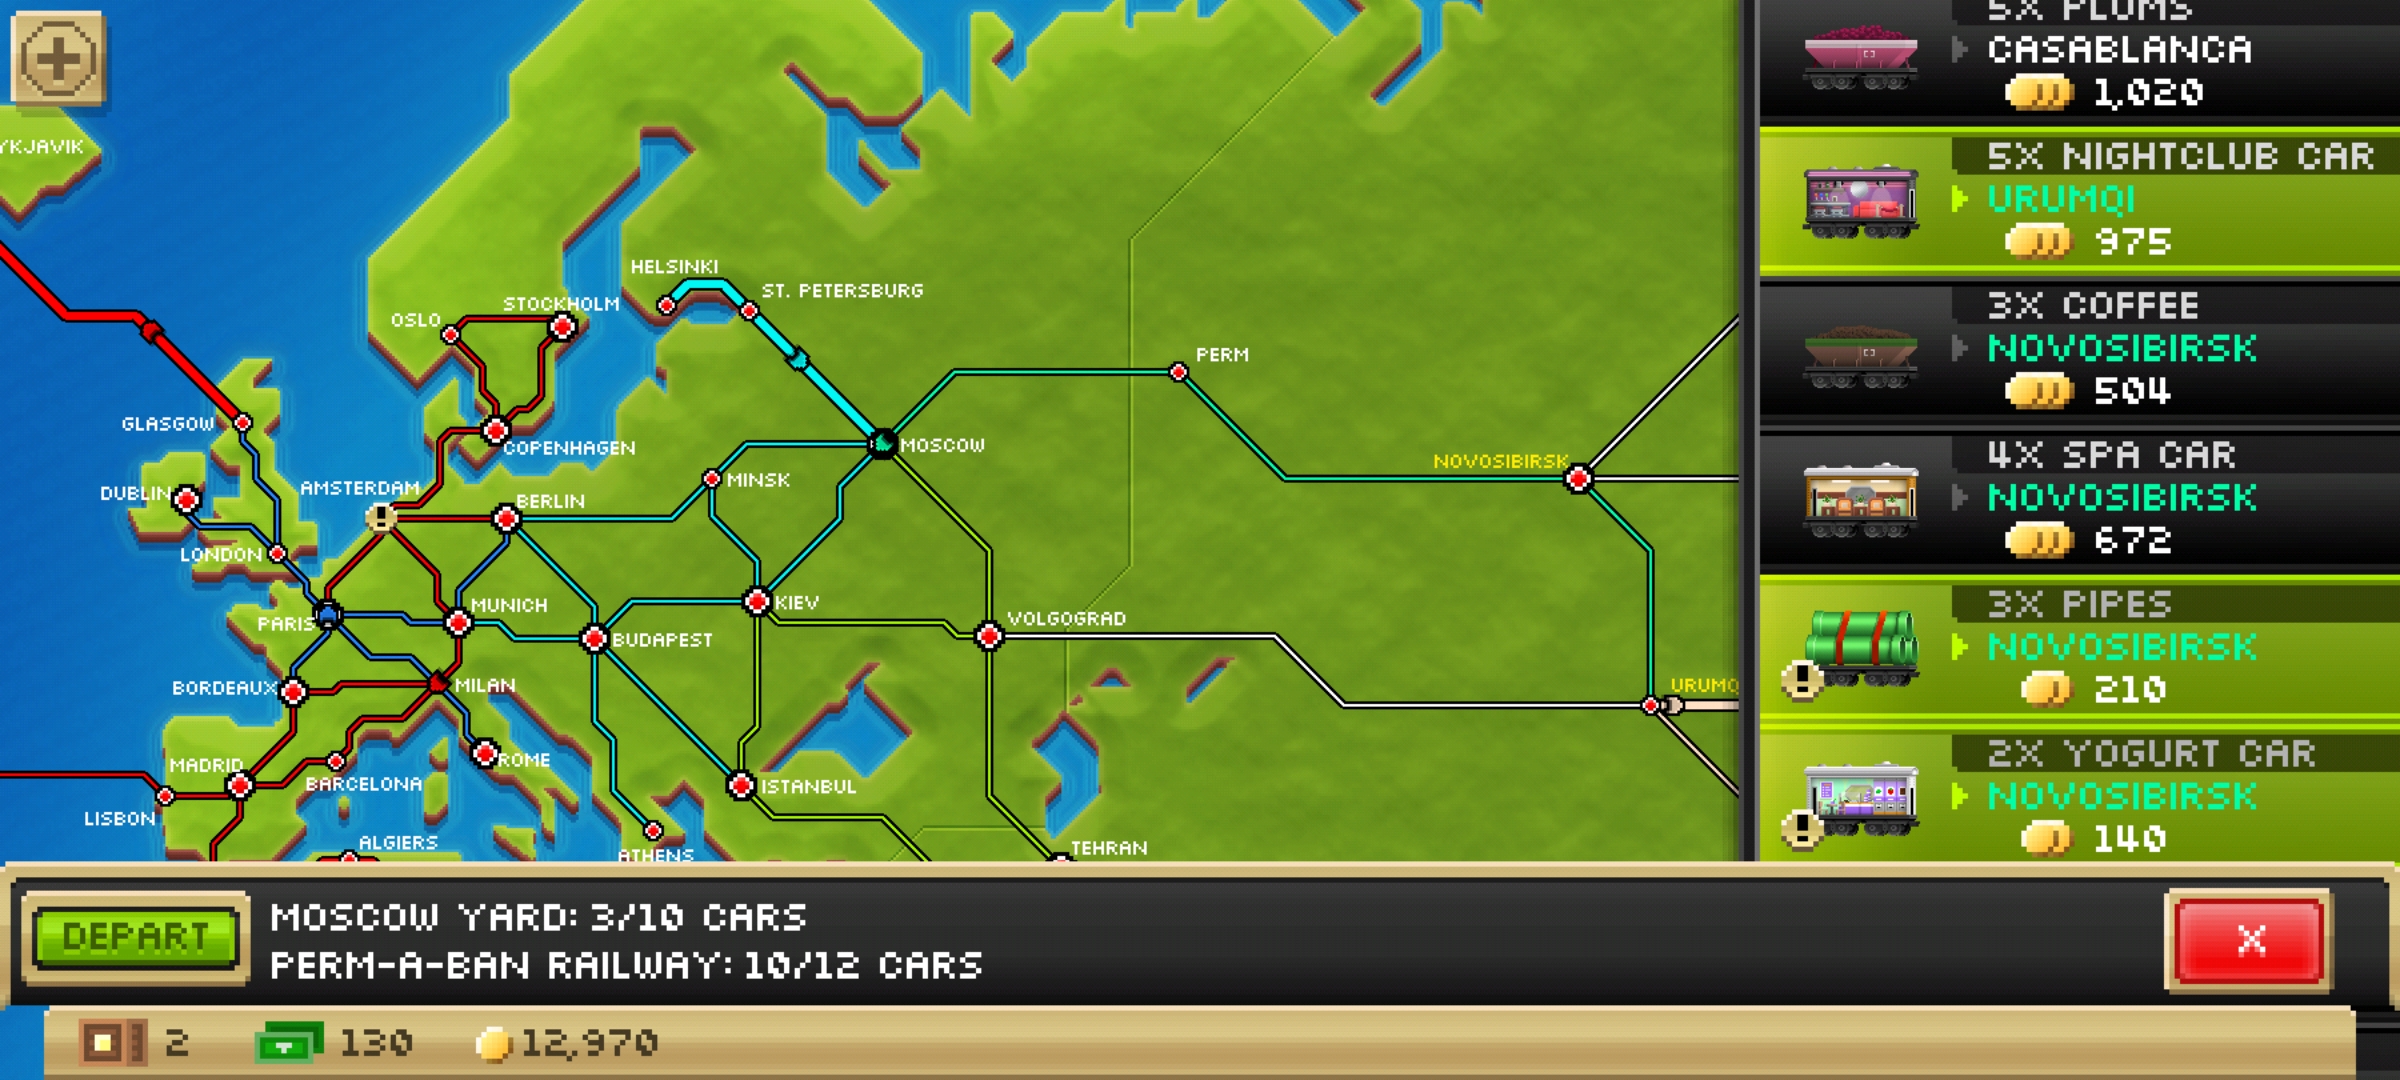 5X PLUMS
CASABLANCA
1,020
5X NIGHTCLUB CAR
URUMQI
975
3X COFFEE
NOVOSIBIRSK
504
4X SPA CAR
NOVOSIBIRSK
672
3X PIPES
NOVOSIBIRSK
210
2X YOGURT CAR
NOVOSIBIRSK
140
YKJAVIK
HELSINKI
ST. PETERSBURG
STOCKHOLM
OSLO
PERM
GLASGOW
COPENHAGEN
MOSCOW
NOVOSIBIRSK
MINSK
DUBLIN
AMSTERDAM
BERLIN
LONDON
MUNICH
KIEV
PARIS
VOLGOGRAD
BUDAPEST
BORDEAUX
MILAN
URUMQ
MADRID
ROME
BARCELONA
ISTANBUL
LISBON
ALGIERS
ATHENS
TEHRAN
DEPART
MOSCOW YARD: 3/10 CARS
PERM-A-BAN RAILWAY: 10/12 CARS
X
2
130
12,970